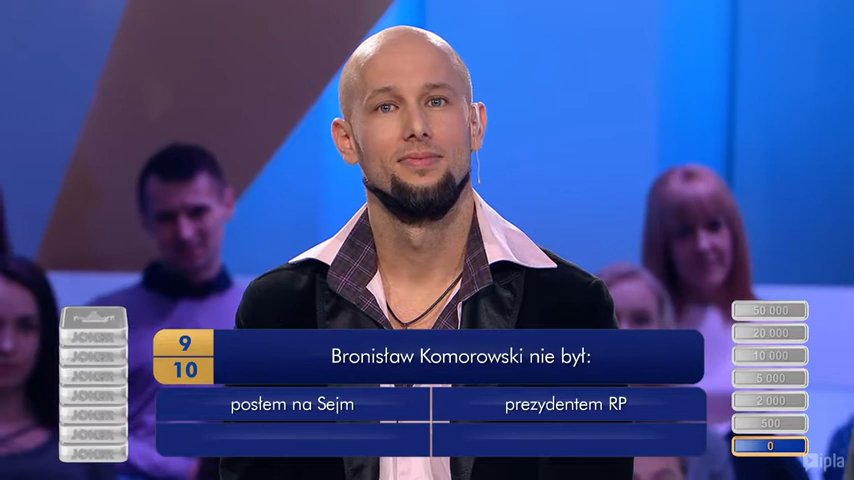 9
10
Bronisław Komorowski nie był:
posłem na Sejm
prezydentem RP
JOKER
JOKER
JOKER
JOKER
JOKER
JOKER
JOKER
50 000
20 000
10 000
5 000
2 000
500
0
ipla